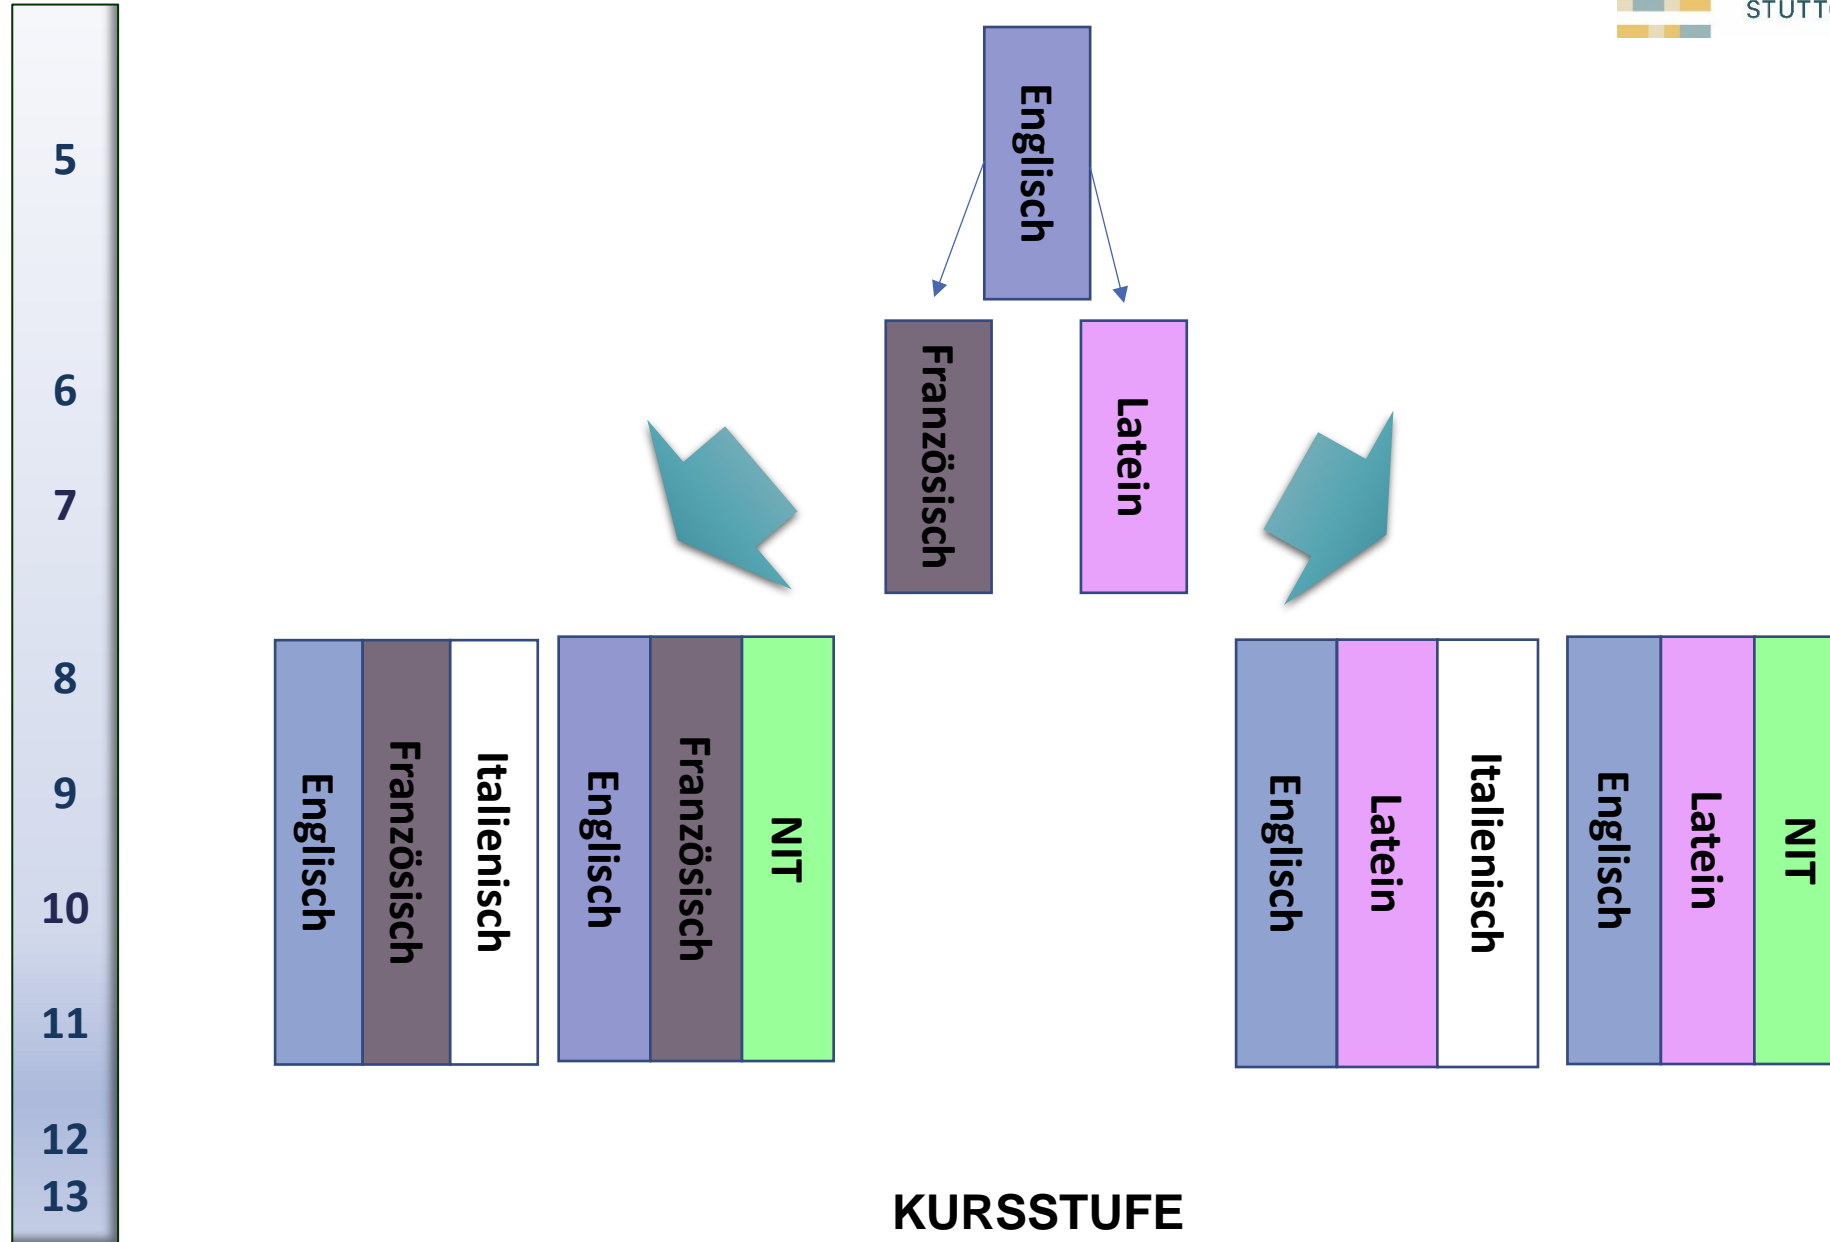 5
Englisch
6
Französisch
Latein
7
8
9
10
11
12
13
Englisch
Französisch
Italienisch
Englisch
Französisch
NIT
Englisch
Latein
Italienisch
Englisch
Latein
NIT
KURSSTUFE